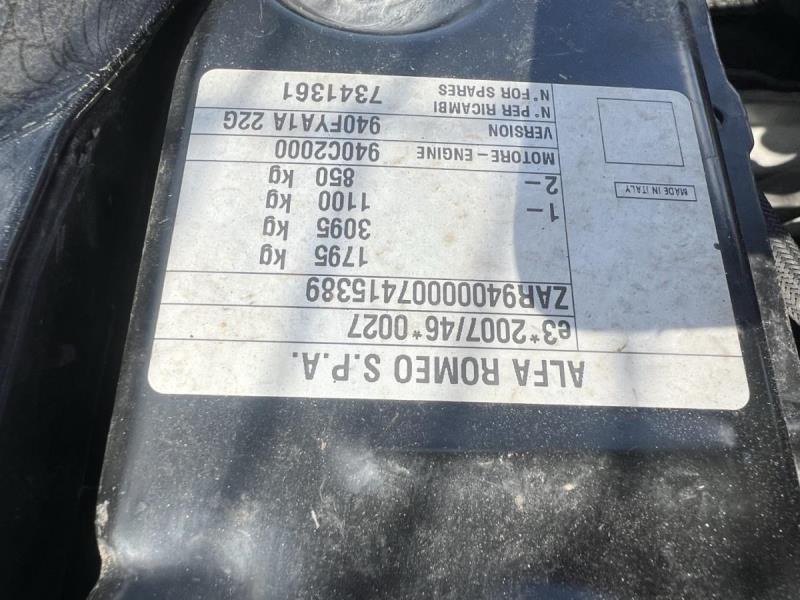 ALFA ROMEO S.P.A.
e3*2007/46*0027
ZAR94000007415389
1795 kg
3095 kg
1– 1100 kg
2– 850 kg
MOTORE–ENGINE 940C2000
VERSION 940FYA1A 22G
N° PER RICAMBI
N° FOR SPARES 7341361
MADE IN ITALY